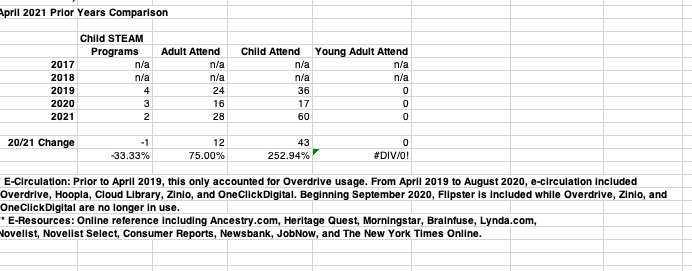 April 2021 Prior Years Comparison
Child STEAM
Programs Adult Attend Child Attend Young Adult Attend
2017 n/a n/a n/a n/a
2018 n/a n/a n/a n/a
2019 4 24 36 0
2020 3 16 17 0
2021 2 28 60 0
20/21 Change -1 12 43 0
-33.33% 75.00% 252.94% #DIV/0!
* E-Circulation: Prior to April 2019, this only accounted for Overdrive usage. From April 2019 to August 2020, e-circulation included
Overdrive, Hoopla, Cloud Library, Zinio, and OneClickDigital. Beginning September 2020, Flipster is included while Overdrive, Zinio, and
OneClickDigital are no longer in use.
** E-Resources: Online reference including Ancestry.com, Heritage Quest, Morningstar, Brainfuse, Lynda.com,
Novelist, Novelist Select, Consumer Reports, Newsbank, JobNow, and The New York Times Online.